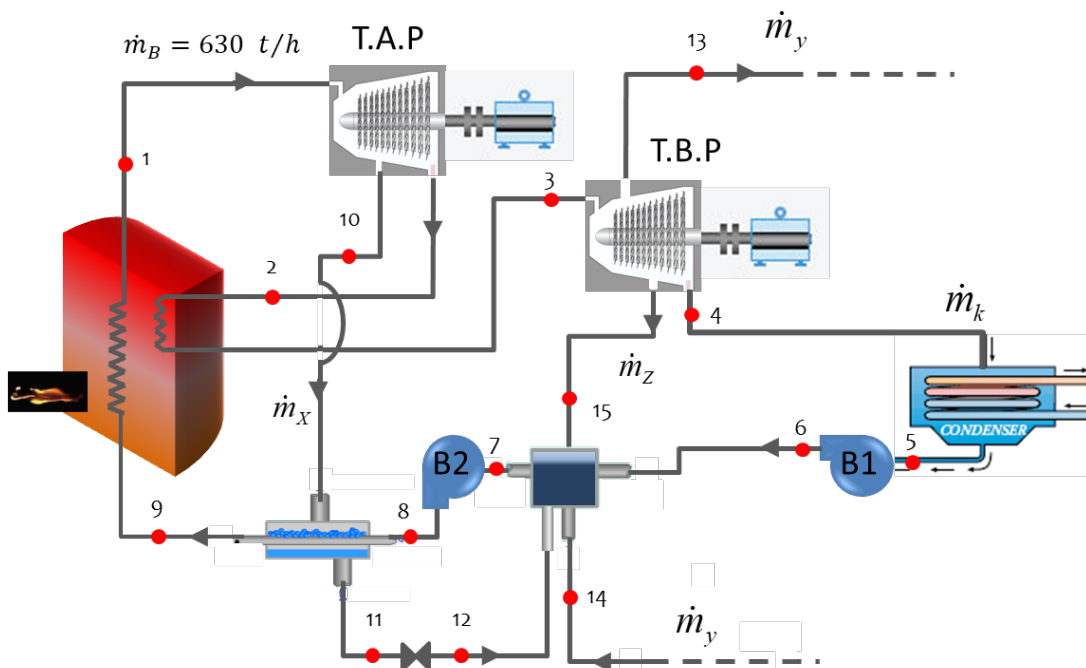 ṁ_B = 630 t/h
T.A.P
13
ṁ_y
1
T.B.P
3
10
2
4
ṁ_k
ṁ_Z
ṁ_X
15
CONDENSER
6
5
7
B2
B1
9
8
11
12
14
ṁ_y